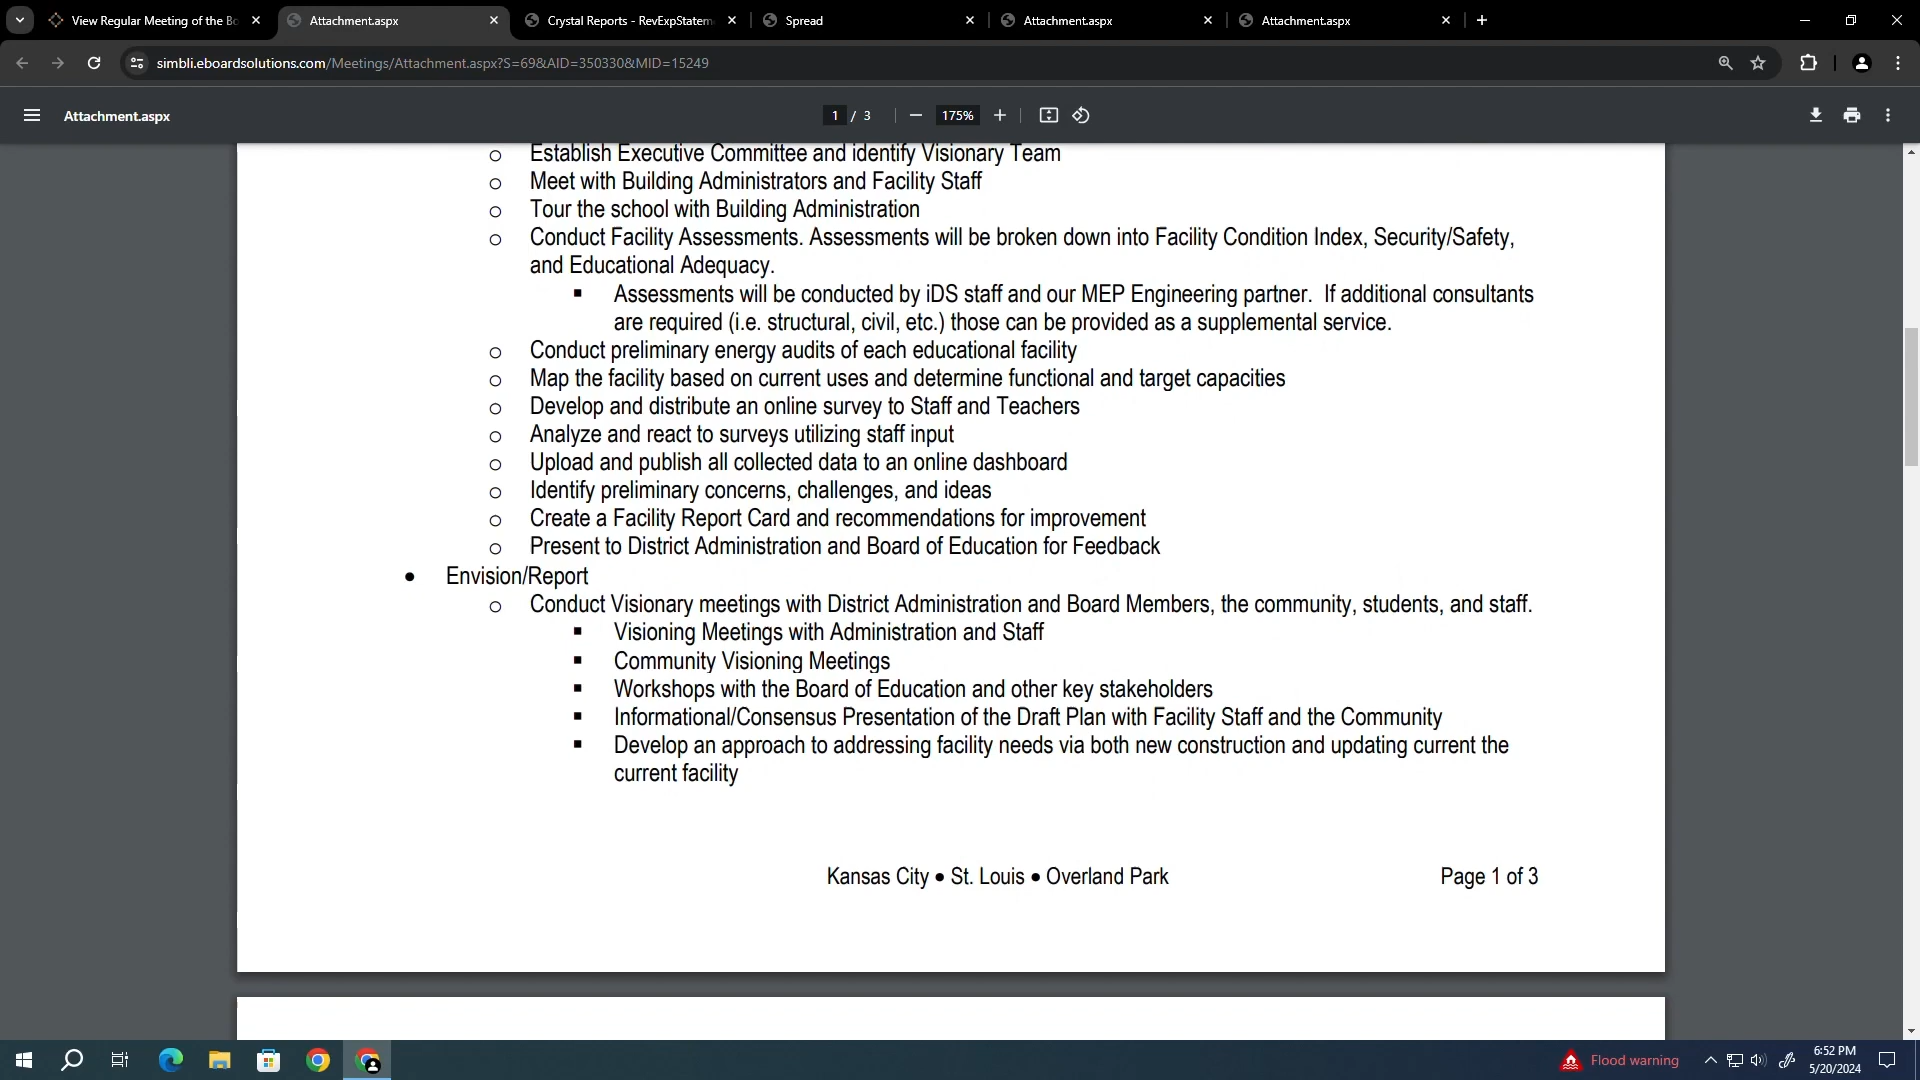 View Regular Meeting of the Bo
Attachment.aspx
Crystal Reports - RevExpStatem
Spread
Attachment.aspx
Attachment.aspx
simbli.eboardsolutions.com/Meetings/Attachment.aspx?S=69&AID=350330&MID=15249
Attachment.aspx
1 / 3
175%
Establish Executive Committee and identify Visionary Team
Meet with Building Administrators and Facility Staff
Tour the school with Building Administration
Conduct Facility Assessments. Assessments will be broken down into Facility Condition Index, Security/Safety,
and Educational Adequacy.
Assessments will be conducted by iDS staff and our MEP Engineering partner. If additional consultants
are required (i.e. structural, civil, etc.) those can be provided as a supplemental service.
Conduct preliminary energy audits of each educational facility
Map the facility based on current uses and determine functional and target capacities
Develop and distribute an online survey to Staff and Teachers
Analyze and react to surveys utilizing staff input
Upload and publish all collected data to an online dashboard
Identify preliminary concerns, challenges, and ideas
Create a Facility Report Card and recommendations for improvement
Present to District Administration and Board of Education for Feedback
Envision/Report
Conduct Visionary meetings with District Administration and Board Members, the community, students, and staff.
Visioning Meetings with Administration and Staff
Community Visioning Meetings
Workshops with the Board of Education and other key stakeholders
Informational/Consensus Presentation of the Draft Plan with Facility Staff and the Community
Develop an approach to addressing facility needs via both new construction and updating current the
current facility
Kansas City • St. Louis • Overland Park
Page 1 of 3
Flood warning
6:52 PM
5/20/2024